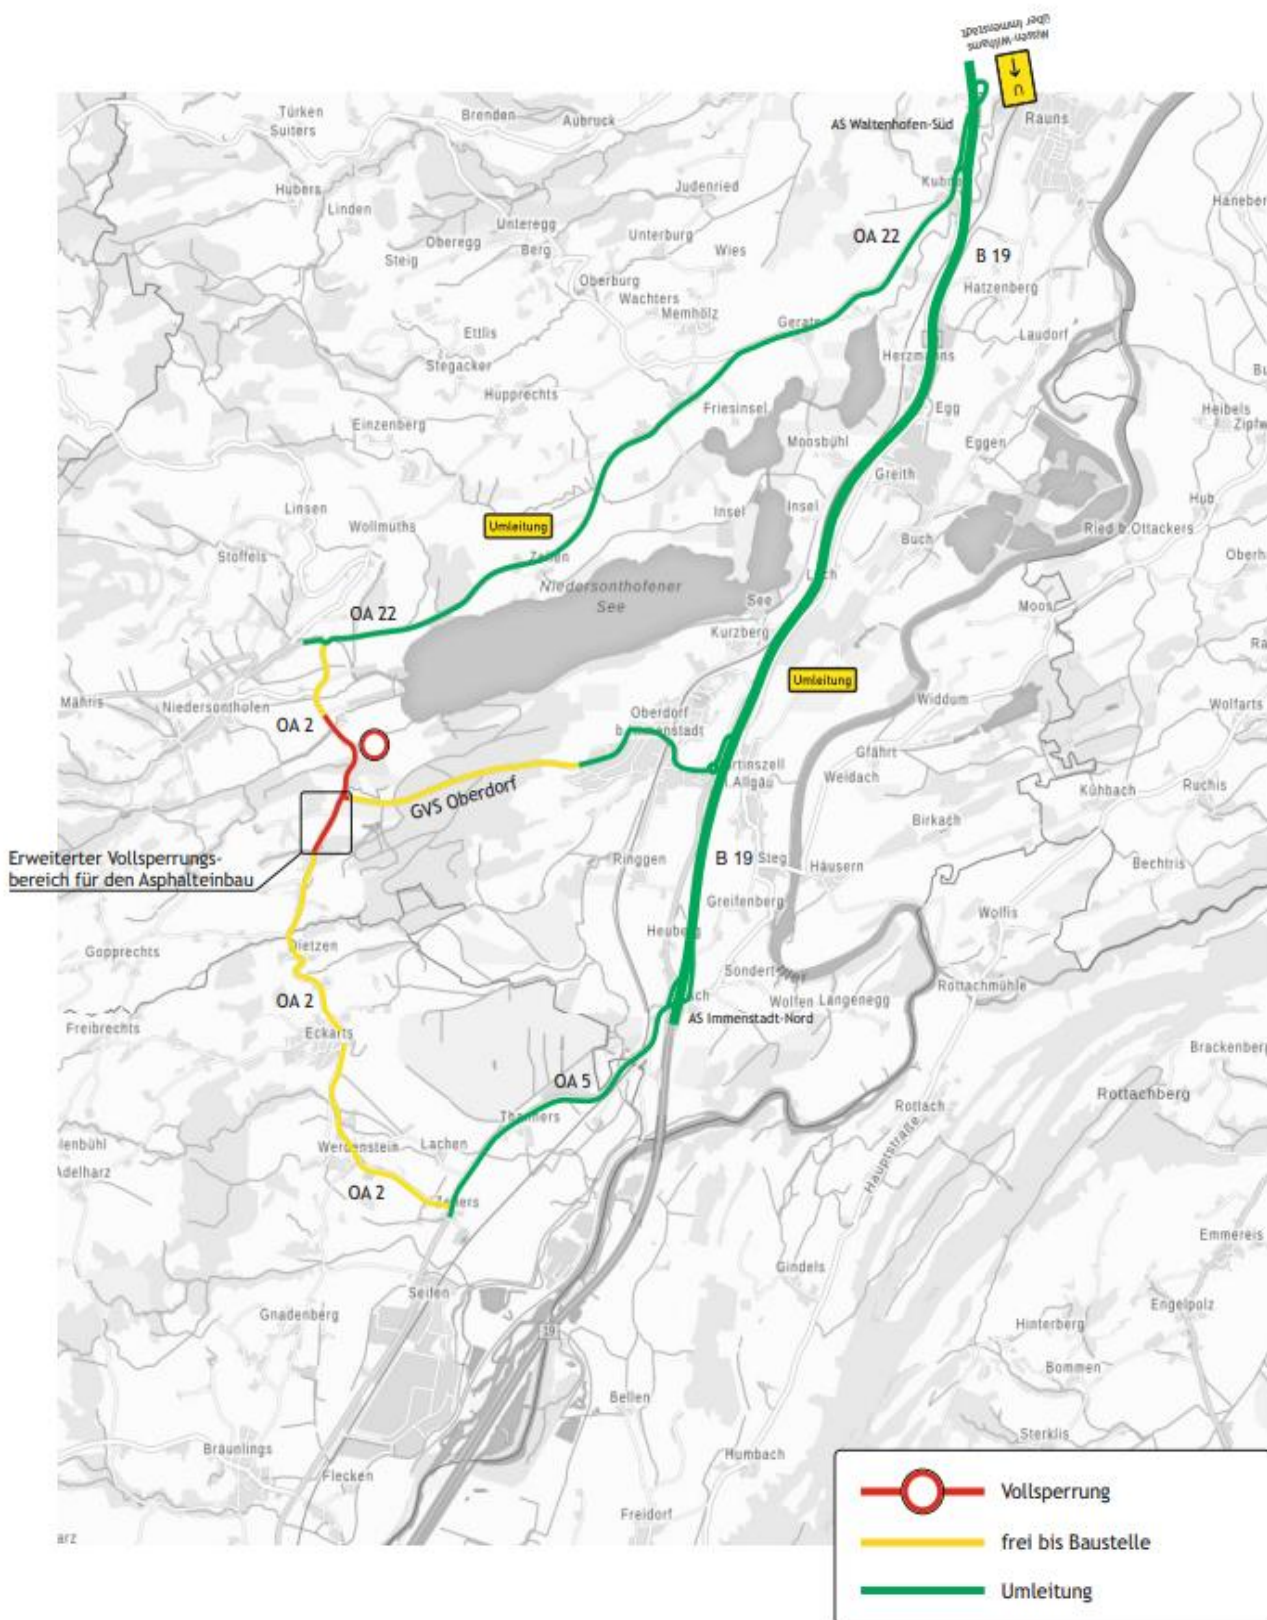 Missen-Wilhams
über Immenstadt
U
AS Waltenhofen-Süd
Rauns
Türken
Suiters
Brenden
Aubruck
Hubers
Linden
Judenried
Unteregg
Oberegg
Berg
Steig
Unterburg
Wies
OA 22
B 19
Oberburg
Wachters
Memhölz
Hatzenberg
Laudorf
Ettlis
Stegacker
Hupprechts
Friesinsel
Egg
Heibels
Einzenberg
Moosbühl
Eggen
Greith
Linsen
Wollmuths
Umleitung
Insel
Insel
Hub
Ried b.Ottackers
Buch
Stoffels
Niedersonthofener
See
OA 22
See
Kurzberg
Moos
Umleitung
Mähris
Niedersonthofen
Widdum
Wolfarts
OA 2
Oberdorf
Gfährt
Weidach
Kühbach
Ruchis
GVS Oberdorf
Birkach
Erweiterter Vollsperrungs-
bereich für den Asphalteinbau
Ringgen
B 19
Steg
Häusern
Bechtris
Greifenberg
Wolfis
Gopprechts
Dietzen
OA 2
Wolfen
Langenegg
Rottachmühle
AS Immenstadt-Nord
Freibrechts
Eckarts
OA 5
Rottachberg
Rottach
Hauptstraße
Werdenstein
Lachen
OA 2
Emmereis
Seifen
Gindels
Gnadenberg
Engelpolz
19
Hinterberg
Bommen
Bellen
Sterklis
Bräunlings
Flecken
Humbach
Freidorf
Vollsperrung
frei bis Baustelle
Umleitung